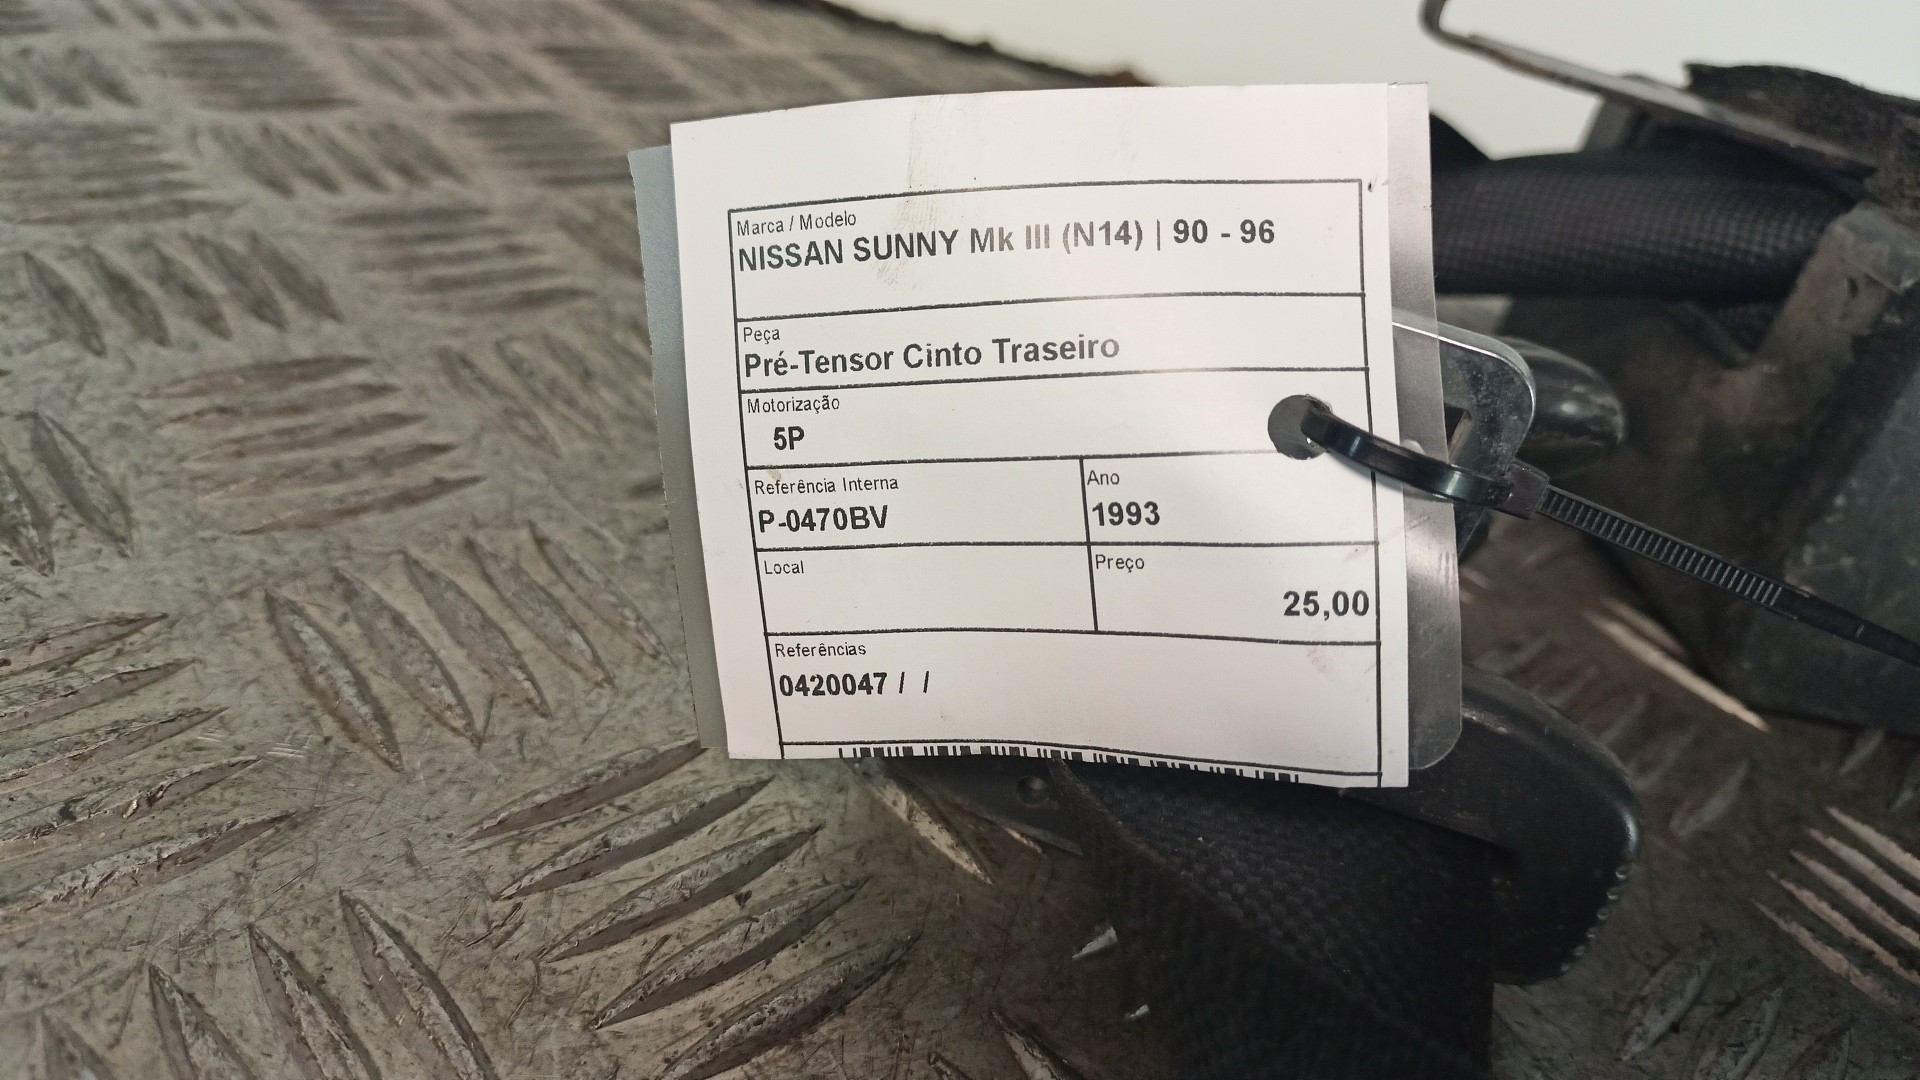 Marca / Modelo
NISSAN SUNNY Mk III (N14) | 90 - 96
Peça
Pré-Tensor Cinto Traseiro
Motorização
5P
Referência Interna
P-0470BV
Ano
1993
Local
Preço
25,00
Referências
0420047 / /